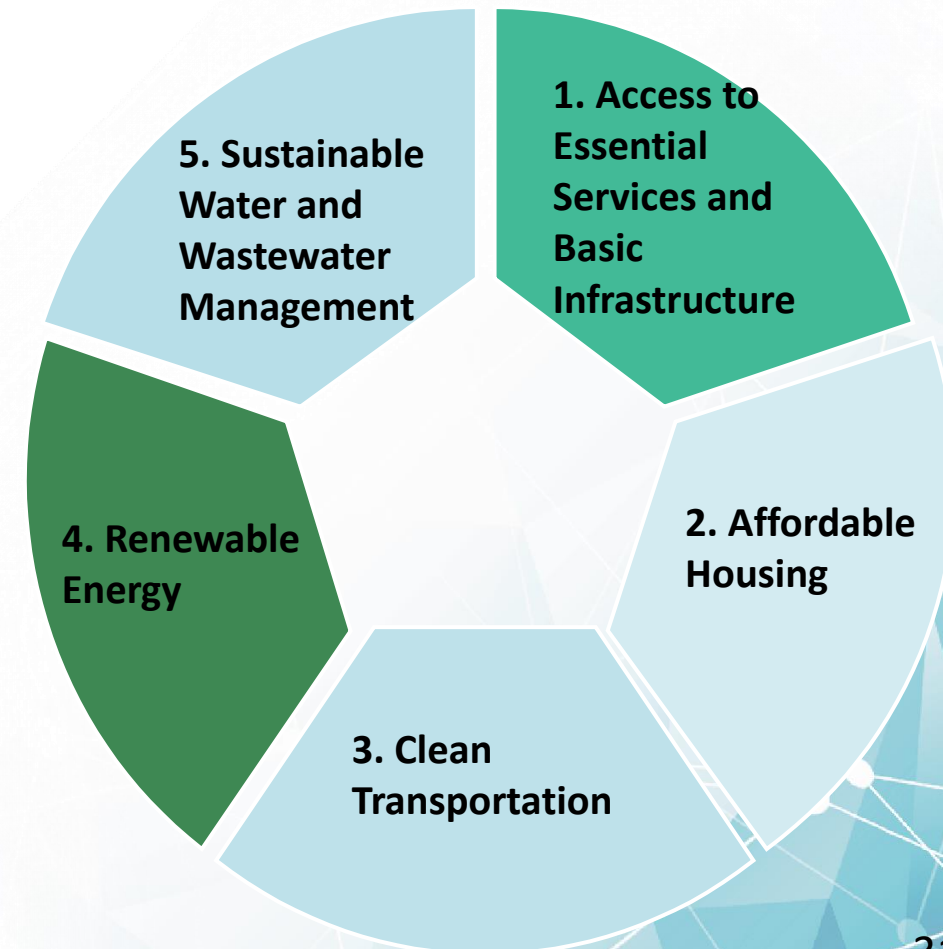 1. Access to
Essential
Services and
Basic
Infrastructure
2. Affordable
Housing
3. Clean
Transportation
4. Renewable
Energy
5. Sustainable
Water and
Wastewater
Management